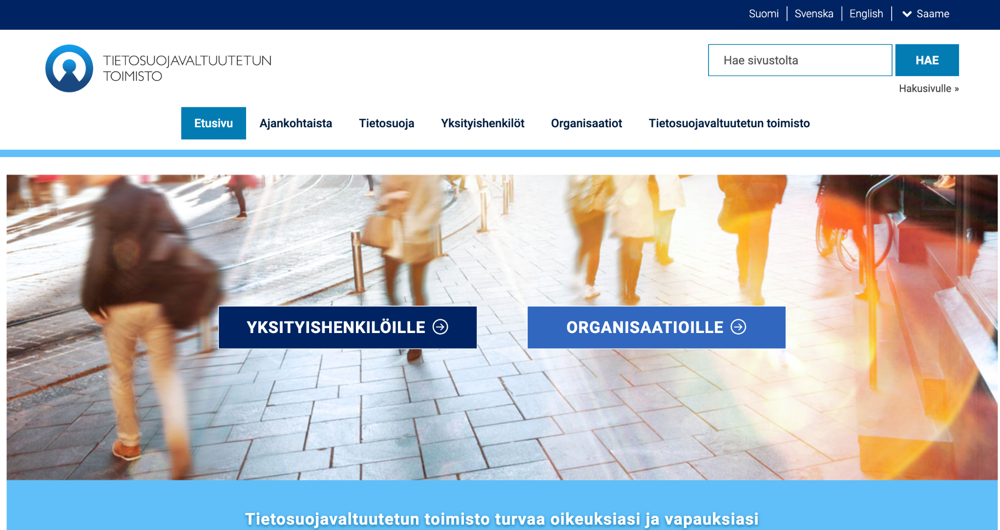 Suomi
Svenska
English
Saame
TIETOSUOJAVALTUUTETUN
TOIMISTO
Hae sivustolta
HAE
Hakusivulle »
Etusivu
Ajankohtaista
Tietosuoja
Yksityishenkilöt
Organisaatiot
Tietosuojavaltuutetun toimisto
YKSITYISHENKILÖILLE
ORGANISAATIOILLE
Tietosuojavaltuutetun toimisto turvaa oikeuksiasi ja vapauksiasi